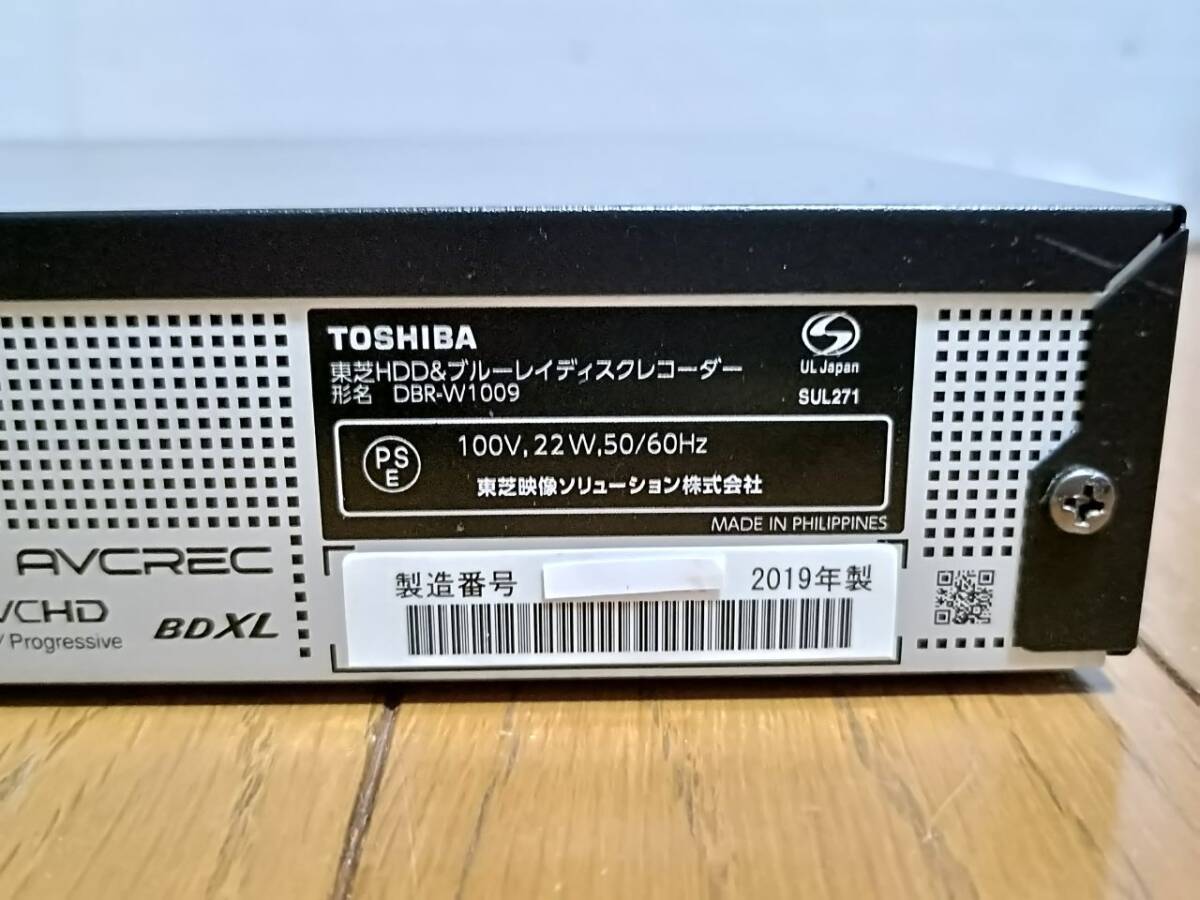 TOSHIBA
東芝HDD&ブルーレイディスクレコーダー
形名 DBR-W1009
UL Japan
SUL271
PS
E
100V, 22W, 50/60Hz
東芝映像ソリューション株式会社
MADE IN PHILIPPINES
AVCREC
VCHD
/ Progressive
BDXL
製造番号 2019年製